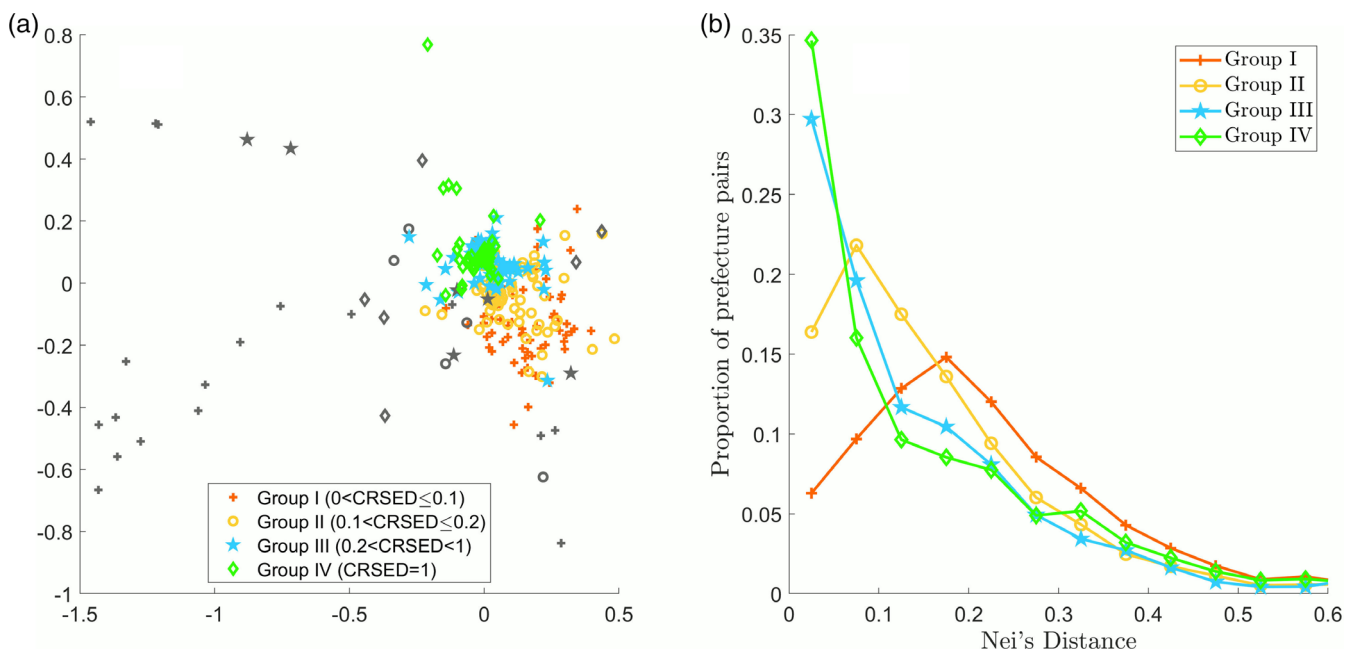 (a)
0.8
0.6
0.4
0.2
0
-0.2
-0.4
-0.6
-0.8
-1
-1.5
-1
-0.5
0
0.5
Group I (0<CRSED≤0.1)
Group II (0.1<CRSED≤0.2)
Group III (0.2<CRSED<1)
Group IV (CRSED=1)
(b)
Proportion of prefecture pairs
0.35
0.3
0.25
0.2
0.15
0.1
0.05
0
0
0.1
0.2
0.3
0.4
0.5
0.6
Nei's Distance
Group I
Group II
Group III
Group IV